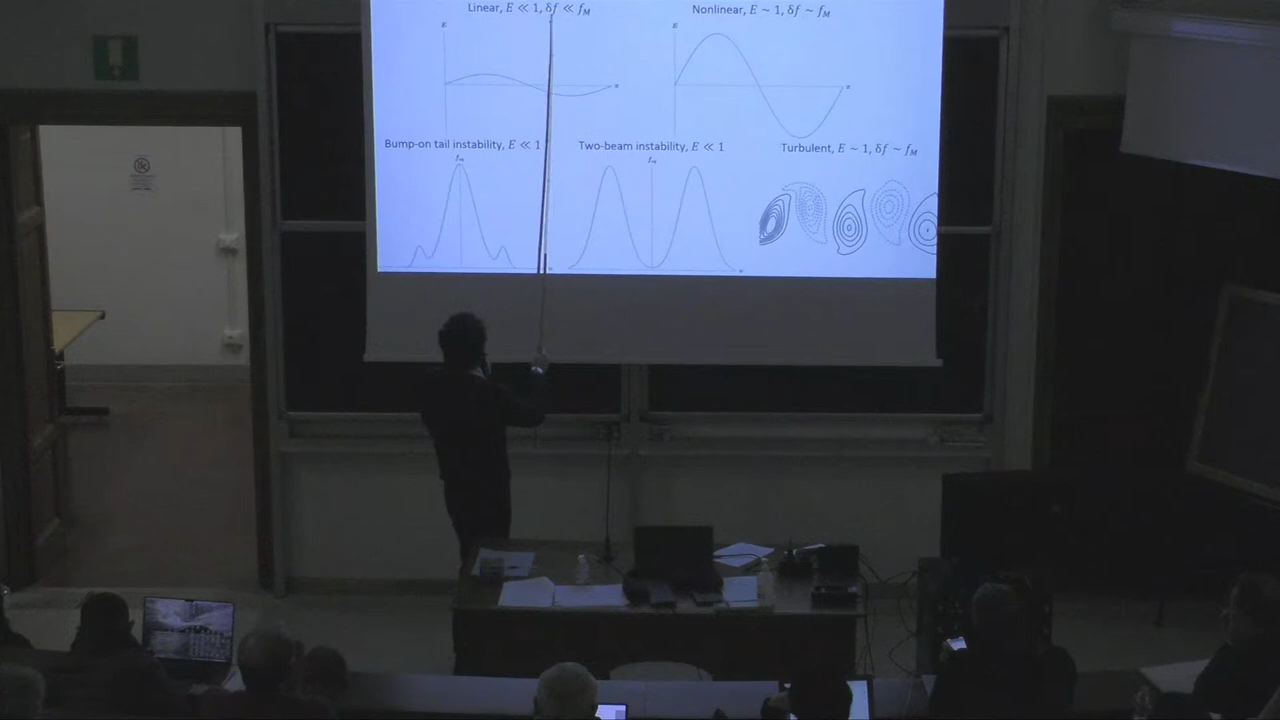 Linear, E ≪ 1, δf ≪ f_M
Nonlinear, E ~ 1, δf ~ f_M
E
E
x
x
Bump-on tail instability, E ≪ 1
Two-beam instability, E ≪ 1
Turbulent, E ~ 1, δf ~ f_M